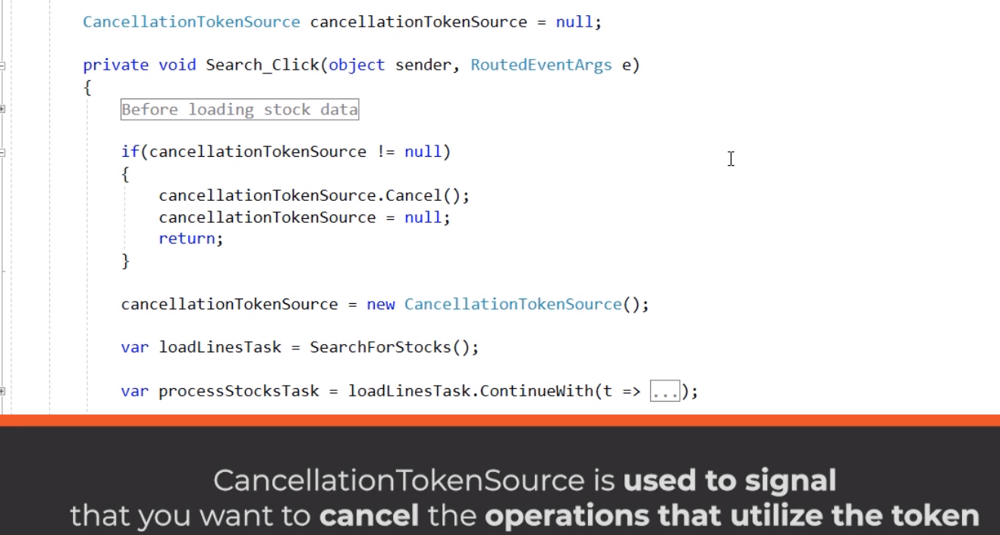 CancellationTokenSource cancellationTokenSource = null;
private void Search_Click(object sender, RoutedEventArgs e)
{
Before loading stock data
if(cancellationTokenSource != null)
{
cancellationTokenSource.Cancel();
cancellationTokenSource = null;
return;
}
cancellationTokenSource = new CancellationTokenSource();
var loadLinesTask = SearchForStocks();
var processStocksTask = loadLinesTask.ContinueWith(t => ...);
CancellationTokenSource is used to signal
that you want to cancel the operations that utilize the token